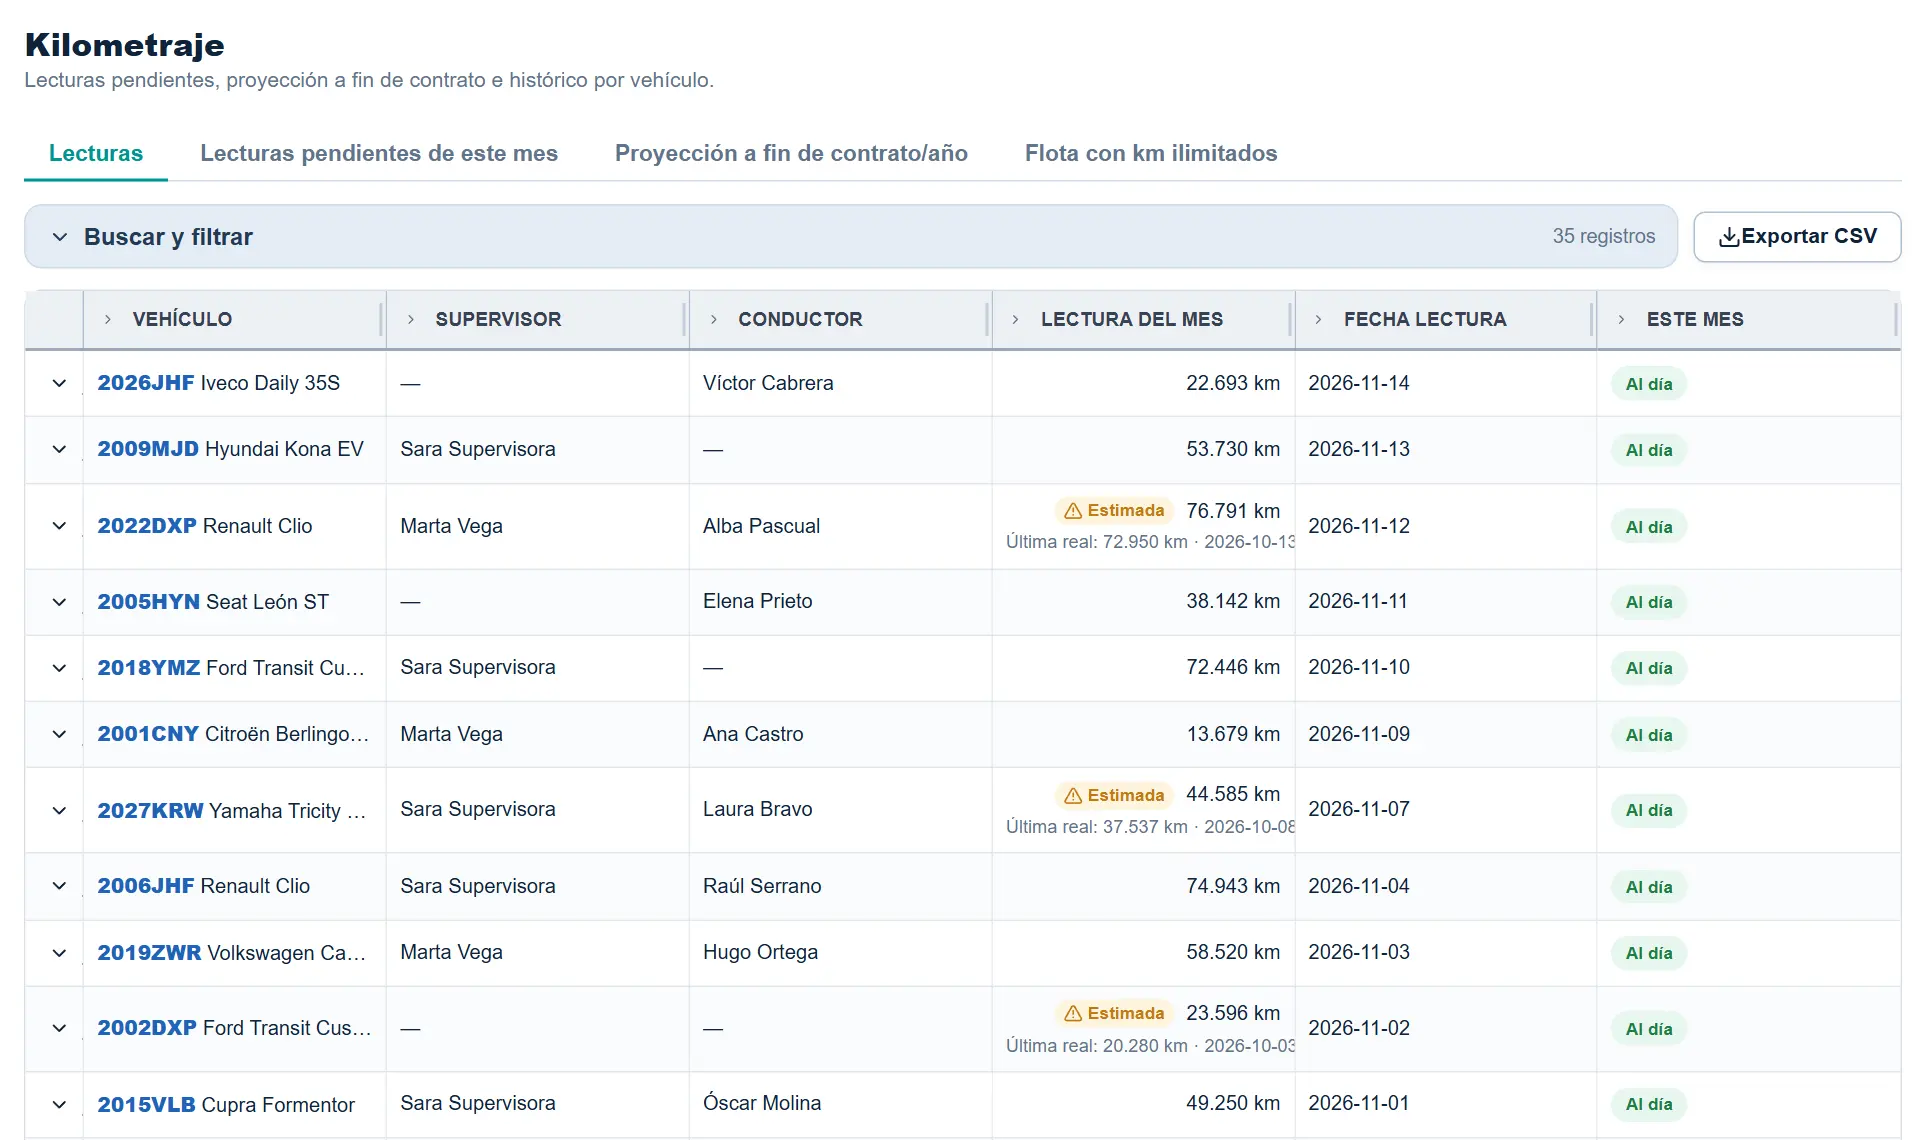 Kilometraje
Lecturas pendientes, proyección a fin de contrato e histórico por vehículo.
Lecturas Lecturas pendientes de este mes Proyección a fin de contrato/año Flota con km ilimitados
Buscar y filtrar 35 registros Exportar CSV
VEHÍCULO SUPERVISOR CONDUCTOR LECTURA DEL MES FECHA LECTURA ESTE MES
2026JHF Iveco Daily 35S — Víctor Cabrera 22.693 km 2026-11-14 Al día
2009MJD Hyundai Kona EV Sara Supervisora — 53.730 km 2026-11-13 Al día
2022DXP Renault Clio Marta Vega Alba Pascual Estimada 76.791 km 2026-11-12 Al día
Última real: 72.950 km · 2026-10-13
2005HYN Seat León ST — Elena Prieto 38.142 km 2026-11-11 Al día
2018YMZ Ford Transit Cu... Sara Supervisora — 72.446 km 2026-11-10 Al día
2001CNY Citroën Berlingo... Marta Vega Ana Castro 13.679 km 2026-11-09 Al día
2027KRW Yamaha Tricity ... Sara Supervisora Laura Bravo Estimada 44.585 km 2026-11-07 Al día
Última real: 37.537 km · 2026-10-08
2006JHF Renault Clio Sara Supervisora Raúl Serrano 74.943 km 2026-11-04 Al día
2019ZWR Volkswagen Ca... Marta Vega Hugo Ortega 58.520 km 2026-11-03 Al día
2002DXP Ford Transit Cus... — — Estimada 23.596 km 2026-11-02 Al día
Última real: 20.280 km · 2026-10-03
2015VLB Cupra Formentor Sara Supervisora Óscar Molina 49.250 km 2026-11-01 Al día